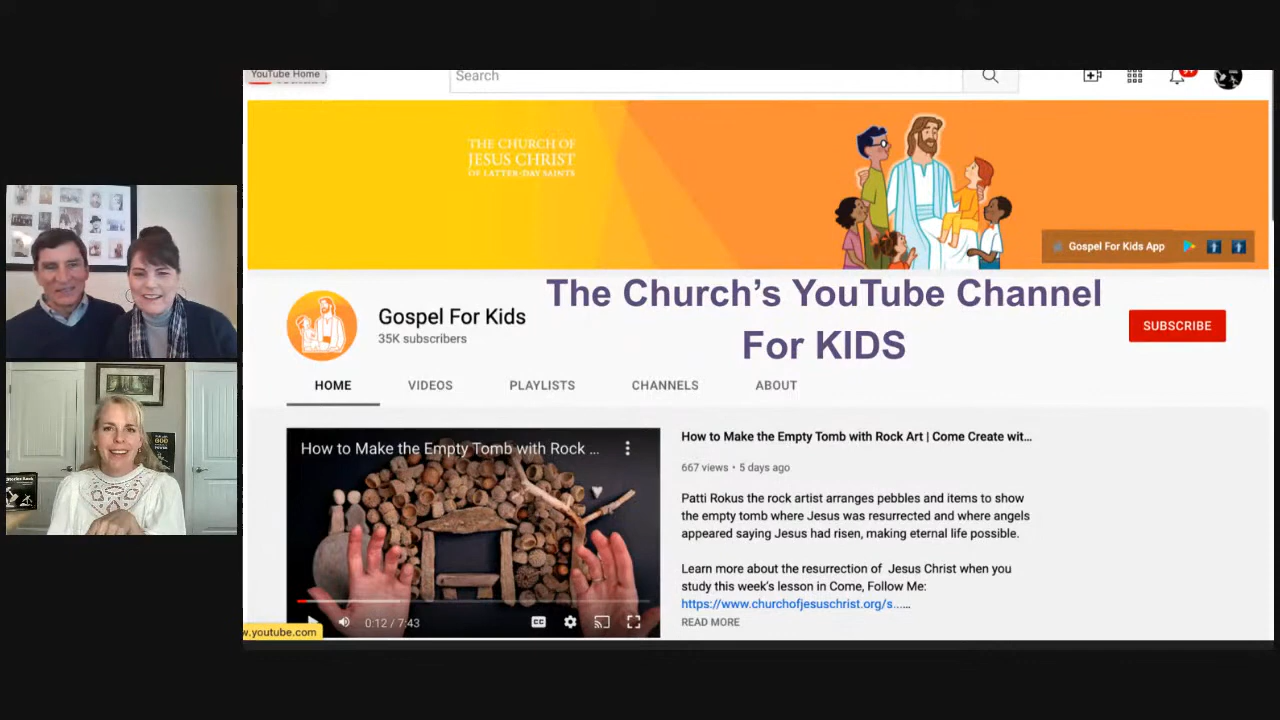 YouTube Home
Search
9+
THE CHURCH OF
JESUS CHRIST
OF LATTER-DAY SAINTS
Gospel For Kids App
The Church's YouTube Channel
For KIDS
Gospel For Kids
35K subscribers
SUBSCRIBE
HOME
VIDEOS
PLAYLISTS
CHANNELS
ABOUT
How to Make the Empty Tomb with Rock ...
0:12 / 7:43
CC
How to Make the Empty Tomb with Rock Art | Come Create wit...
667 views • 5 days ago
Patti Rokus the rock artist arranges pebbles and items to show
the empty tomb where Jesus was resurrected and where angels
appeared saying Jesus had risen, making eternal life possible.
Learn more about the resurrection of Jesus Christ when you
study this week's lesson in Come, Follow Me:
https://www.churchofjesuschrist.org/s......
READ MORE
w.youtube.com